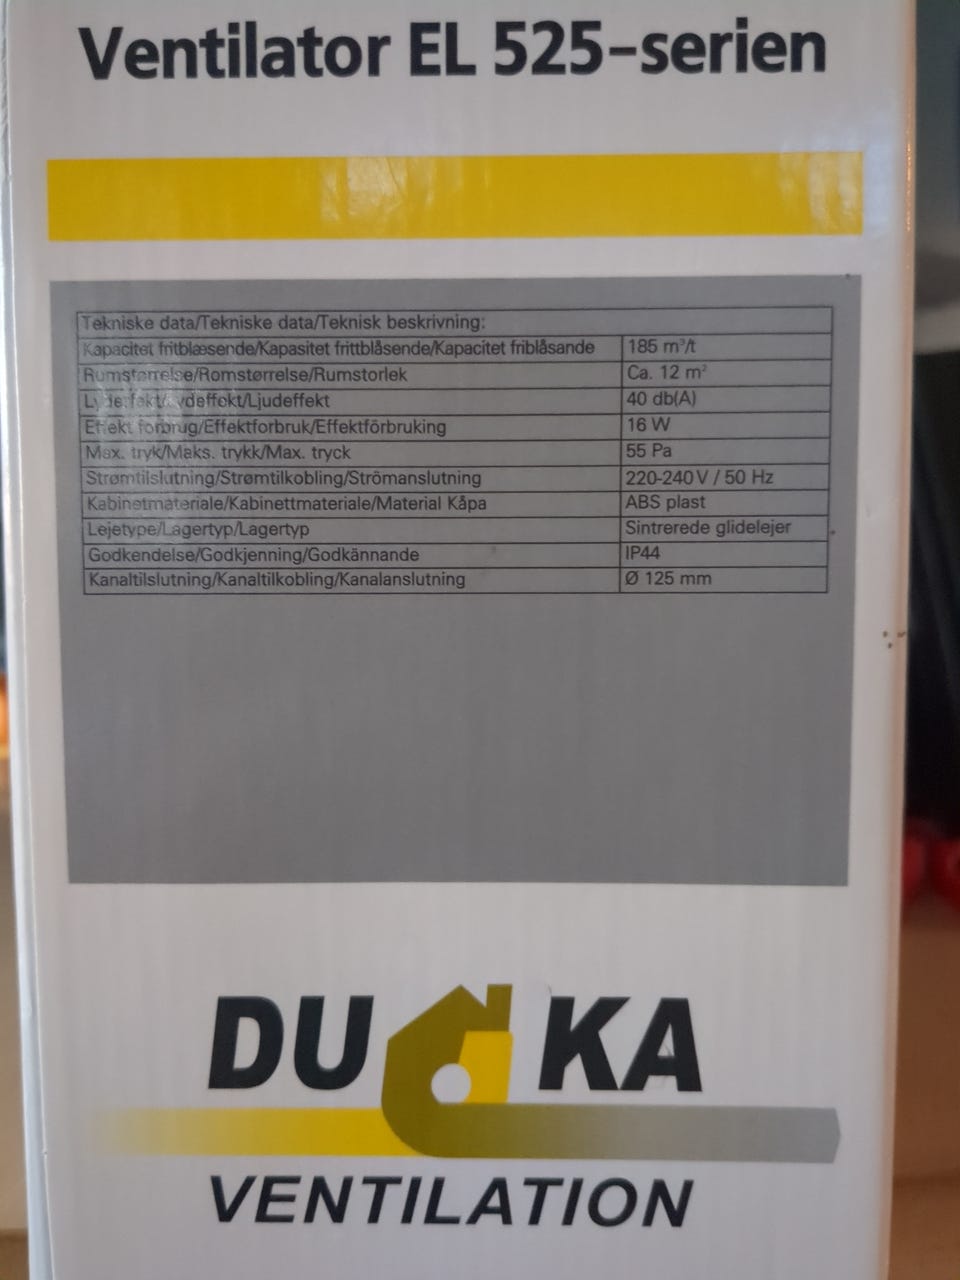 Ventilator EL 525-serien
Tekniske data/Tekniske data/Teknisk beskrivning:
Kapacitet fritblæsende/Kapasitet frittblåsende/Kapacitet friblåsande 185 m³/t
Rumstørrelse/Romstørrelse/Rumstorlek Ca. 12 m²
Lydeffekt/Lydeffekt/Ljudeffekt 40 db(A)
Effekt forbrug/Effektforbruk/Effektförbruking 16 W
Max. tryk/Maks. trykk/Max. tryck 55 Pa
Strømtilslutning/Strømtilkobling/Strömanslutning 220-240 V / 50 Hz
Kabinetmateriale/Kabinettmateriale/Material Kåpa ABS plast
Lejetype/Lagertyp/Lagertyp Sintrerede glidelejer
Godkendelse/Godkjenning/Godkännande IP44
Kanaltilslutning/Kanaltilkobling/Kanalanslutning Ø 125 mm
DUKA
VENTILATION